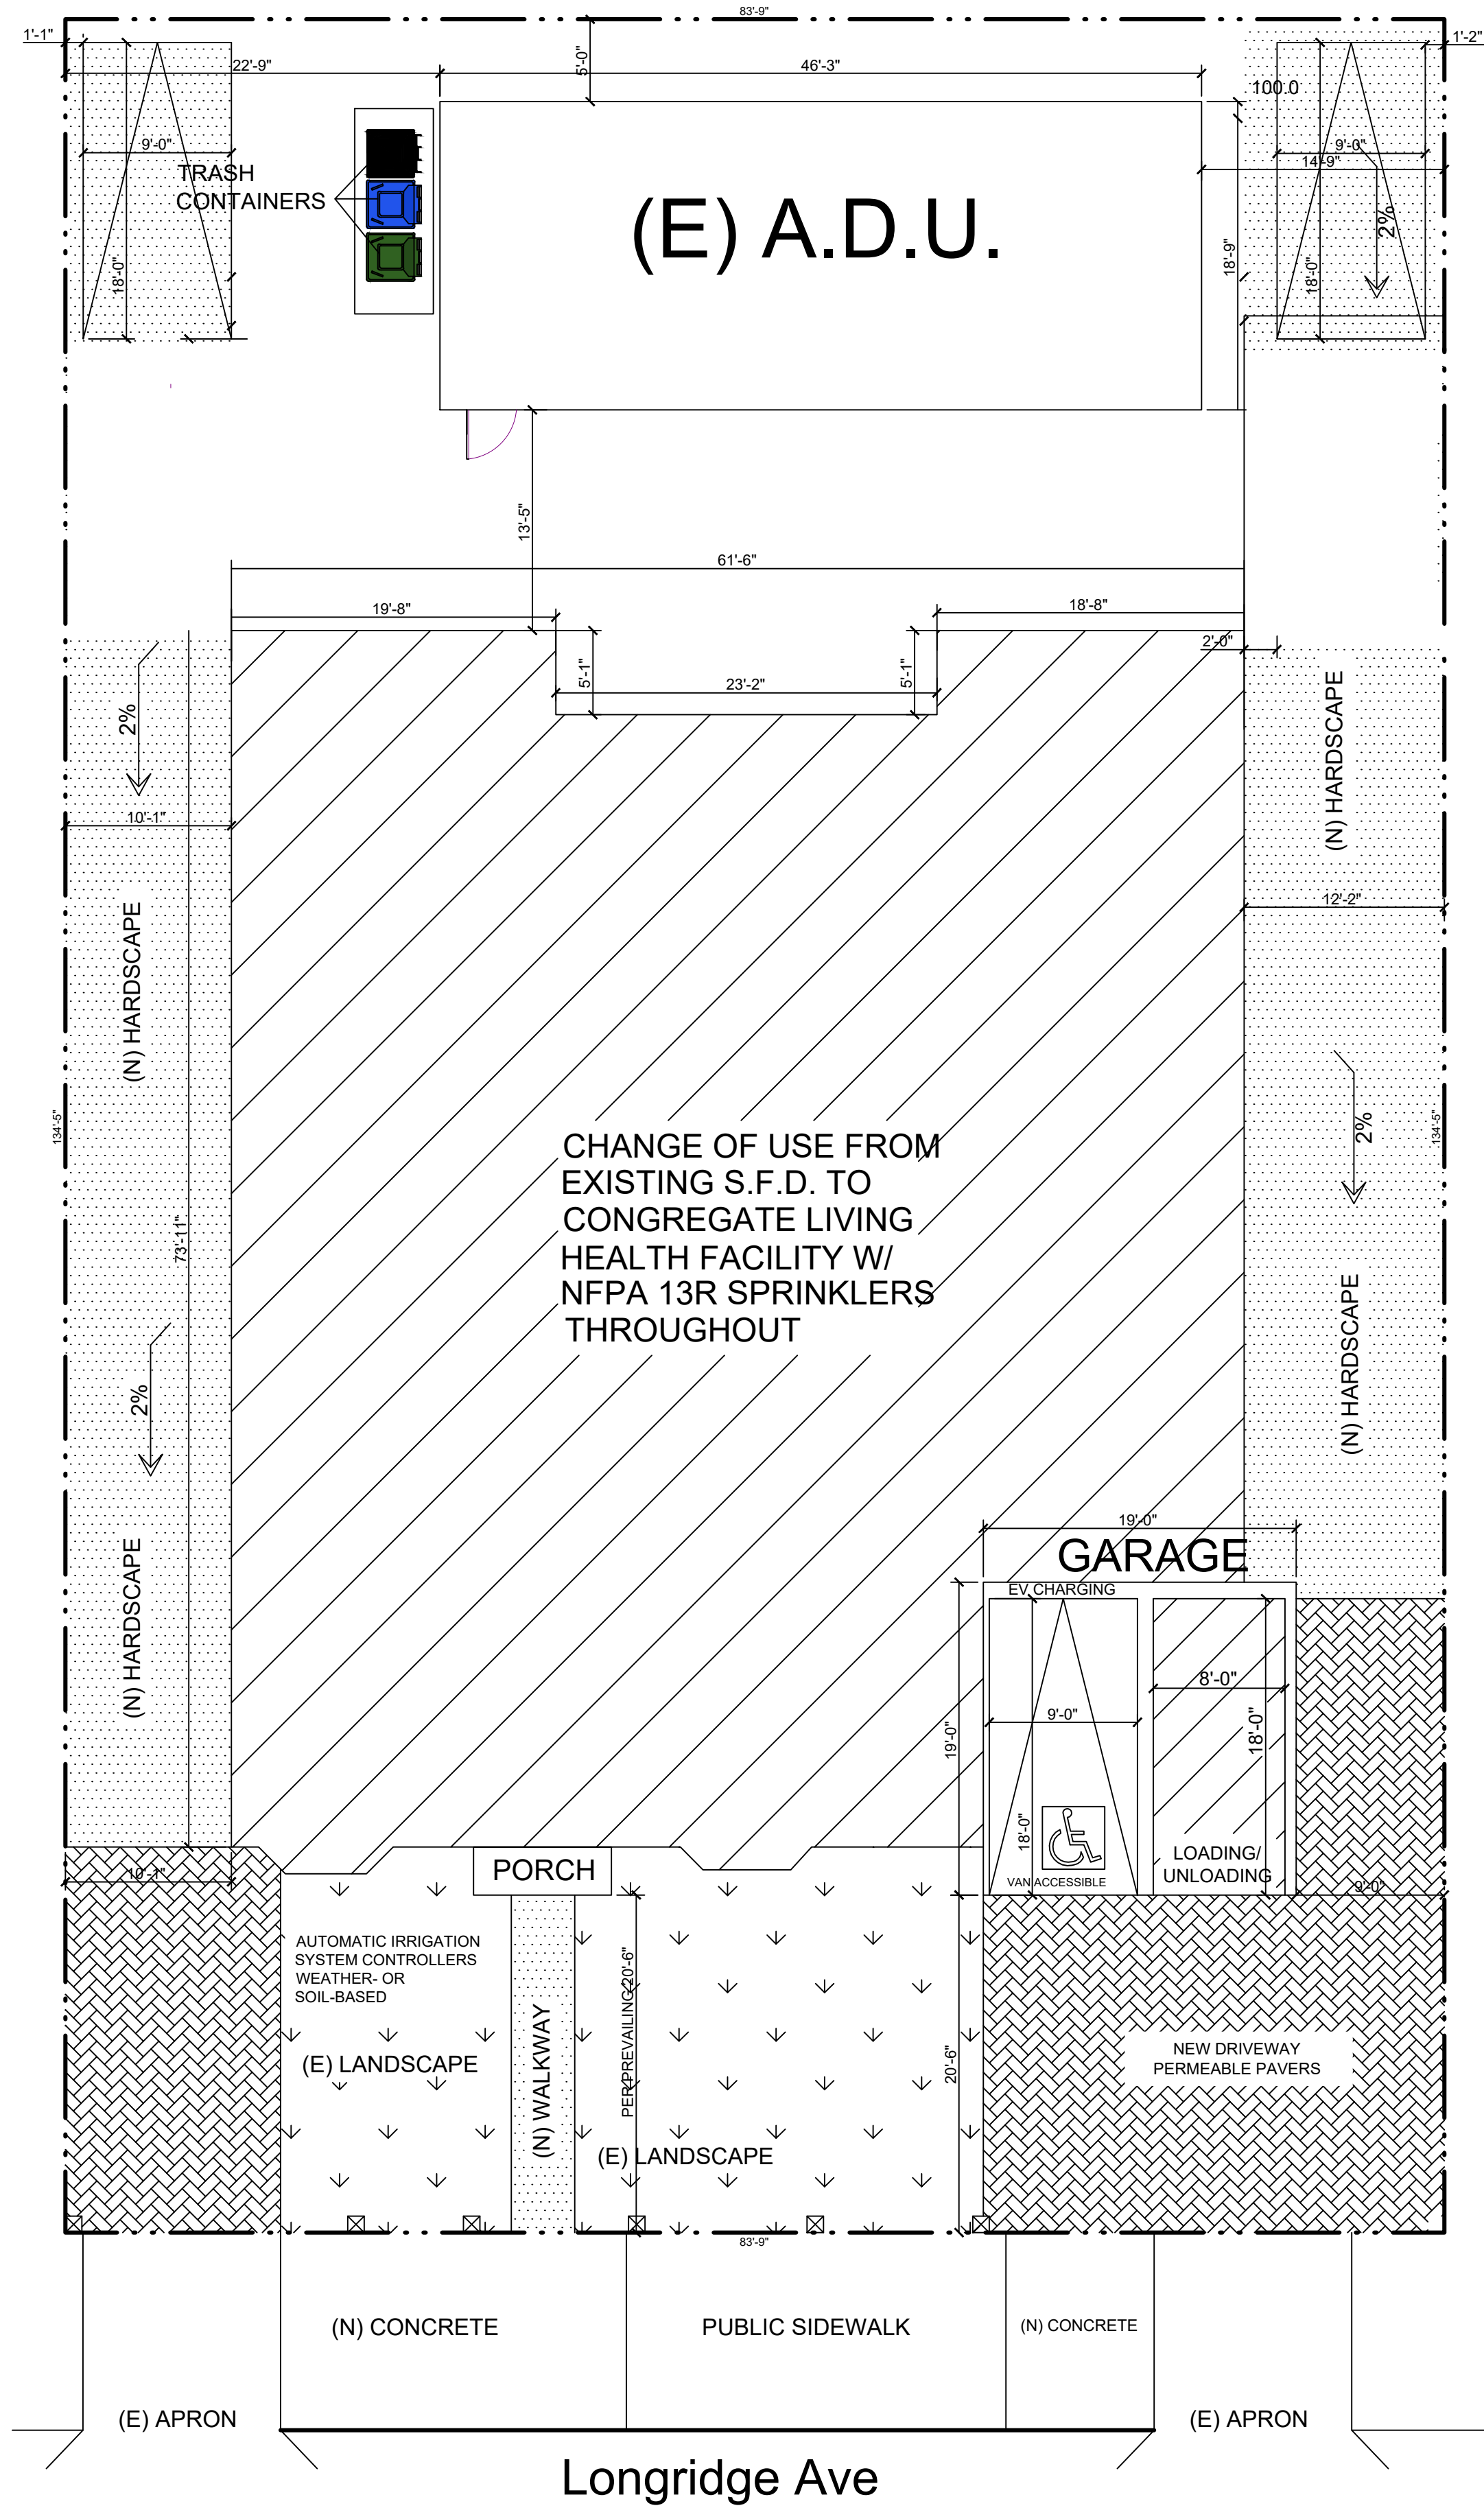 83'-9"
1'-1"
1'-2"
22'-9"
5'-0"
46'-3"
100.0
9'-0"
9'-0"
14'-9"
TRASH
CONTAINERS
(E) A.D.U.
2%
18'-0"
18'-9"
18'-0"
13'-5"
61'-6"
19'-8"
18'-8"
2'-0"
5'-1"
23'-2"
5'-1"
2%
(N) HARDSCAPE
10'-1"
12'-2"
(N) HARDSCAPE
134'-5"
2%
134'-5"
73'-11"
CHANGE OF USE FROM
EXISTING S.F.D. TO
CONGREGATE LIVING
HEALTH FACILITY W/
NFPA 13R SPRINKLERS
THROUGHOUT
2%
(N) HARDSCAPE
19'-0"
GARAGE
EV CHARGING
(N) HARDSCAPE
8'-0"
9'-0"
19'-0"
18'-0"
18'-0"
LOADING/
UNLOADING
VAN ACCESSIBLE
10'-1"
PORCH
9'-0"
AUTOMATIC IRRIGATION
SYSTEM CONTROLLERS
WEATHER- OR
SOIL-BASED
(N) WALKWAY
PER PREVAILING 20'-6"
20'-6"
NEW DRIVEWAY
PERMEABLE PAVERS
(E) LANDSCAPE
(E) LANDSCAPE
83'-9"
(N) CONCRETE
PUBLIC SIDEWALK
(N) CONCRETE
(E) APRON
(E) APRON
Longridge Ave